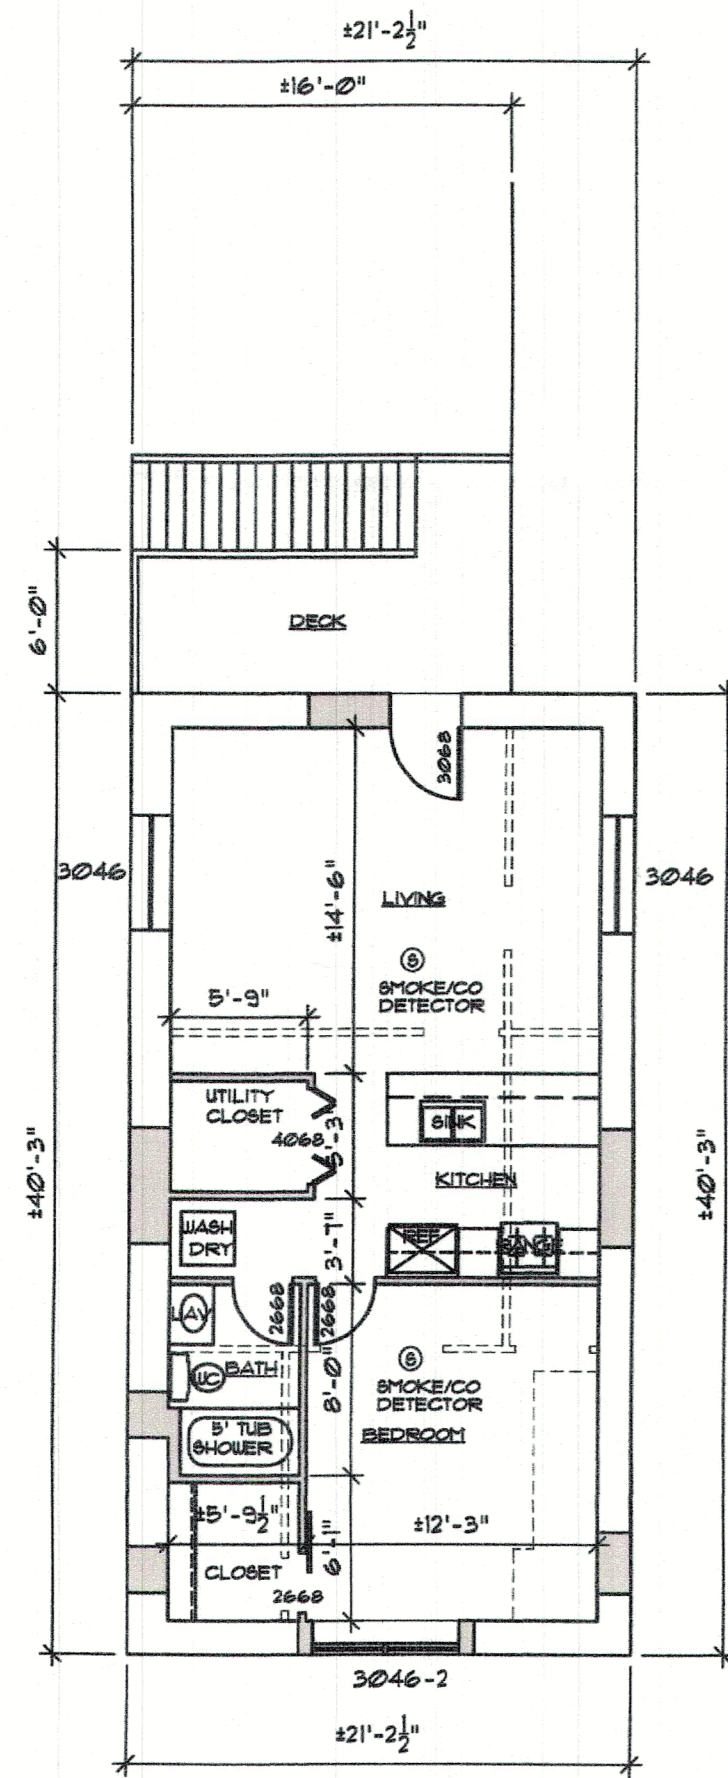 ±21'-2½"
±16'-0"
6'-0"
DECK
3068
3046
3046
±14'-6"
LIVING
S
SMOKE/CO
DETECTOR
5'-9"
UTILITY
CLOSET
4068
5'-3"
SINK
±40'-3"
±40'-3"
KITCHEN
WASH
DRY
3'-7"
REF
RANGE
LAV
2668
2668
WC
BATH
8'-0"
S
SMOKE/CO
DETECTOR
BEDROOM
5' TUB
SHOWER
±5'-9½"
6'-1"
±12'-3"
CLOSET
2668
3046-2
±21'-2½"